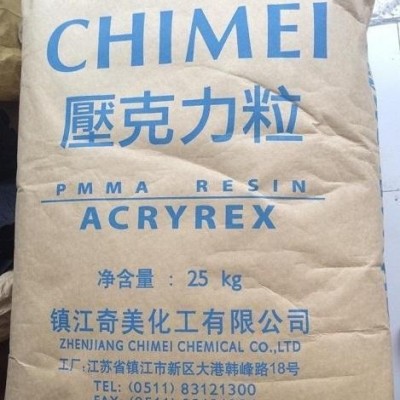 CHIMEI
壓克力粒
PMMA RESIN
ACRYREX
净含量 : 25 kg
镇江奇美化工有限公司
ZHENJIANG CHIMEI CHEMICAL CO.,LTD
工厂:江苏省镇江市新区大港韩峰路18号
TEL: (0511) 83121300